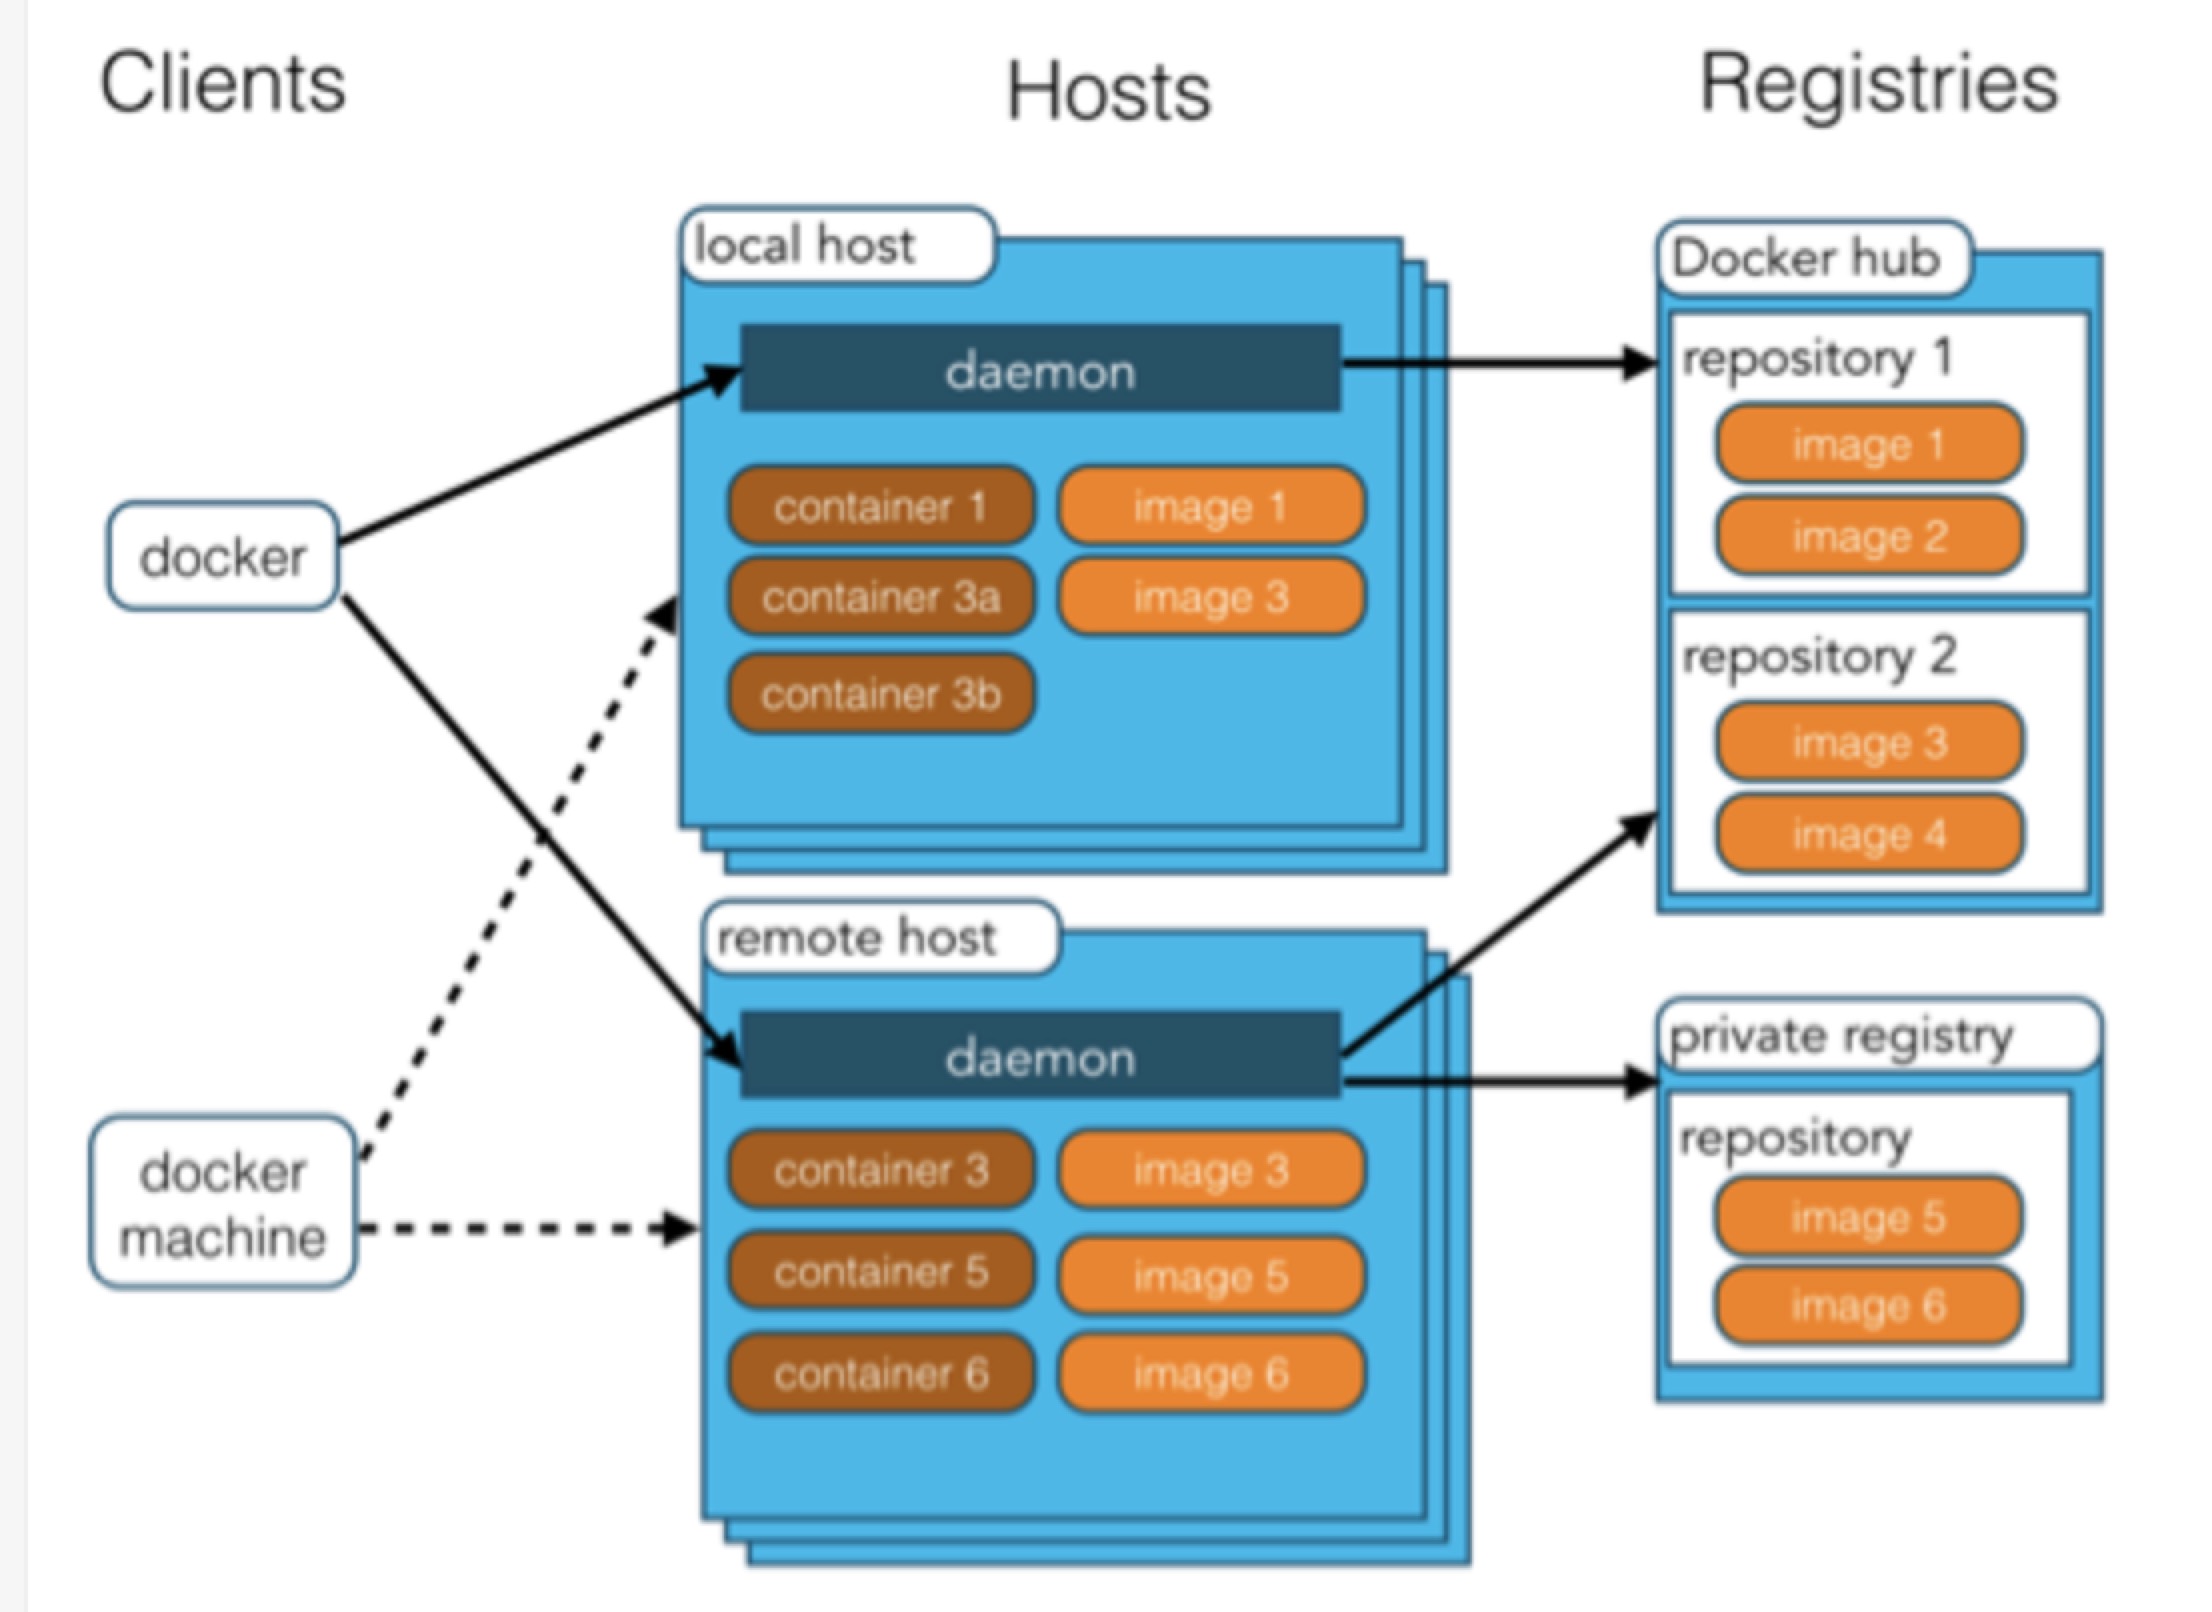 Clients
Hosts
Registries
local host
daemon
container 1
image 1
container 3a
image 3
container 3b
docker
docker
machine
remote host
daemon
container 3
image 3
container 5
image 5
container 6
image 6
Docker hub
repository 1
image 1
image 2
repository 2
image 3
image 4
private registry
repository
image 5
image 6